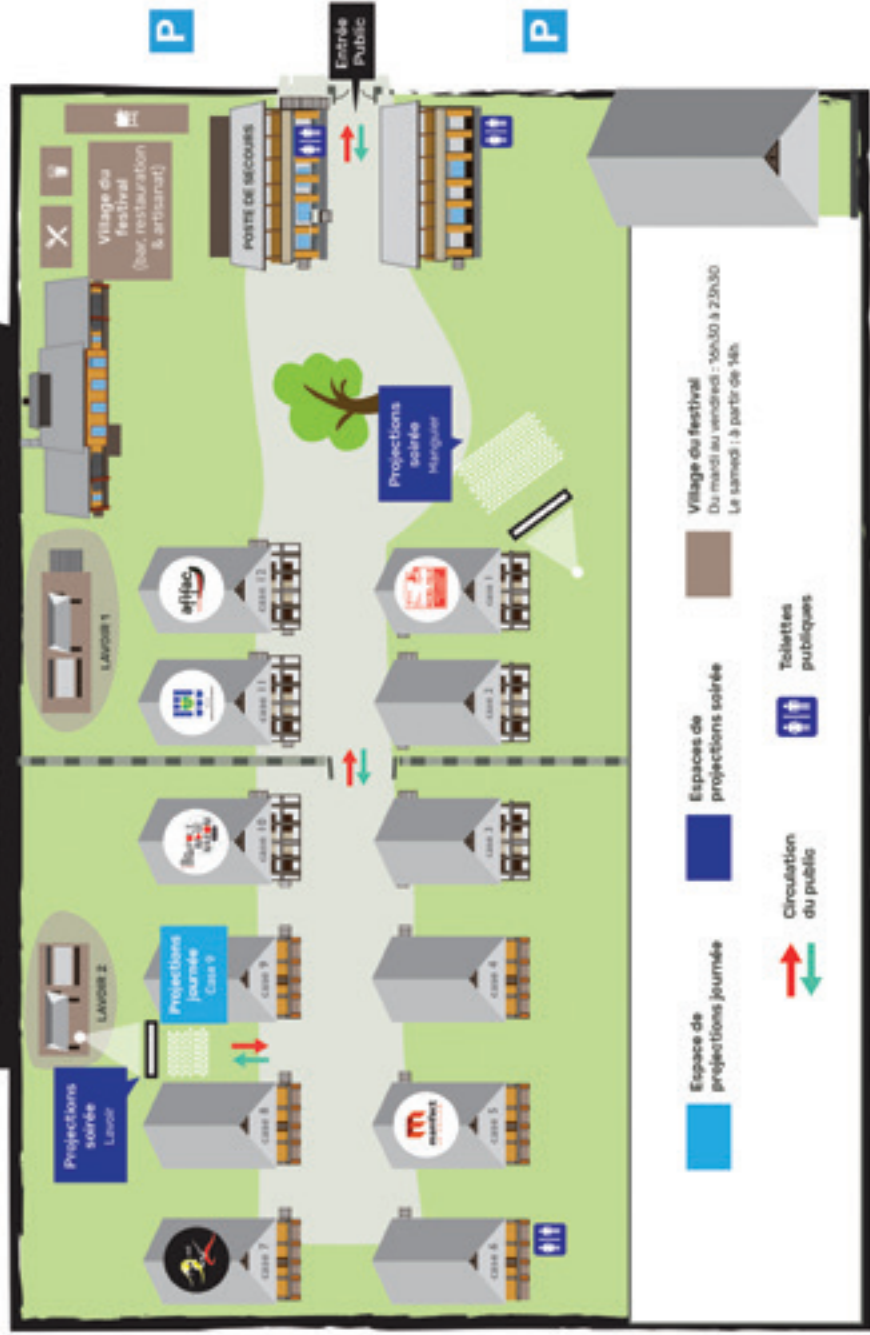 P
P
Entrée
Public
POSTE DE SECOURS
Village du
festival
(bar, restauration
& artisanat)
LAVOIR 1
LAVOIR 2
Projections
soirée
Manguier
Projections
soirée
Lavoir
Projections
journée
Case 9
case 7
case 8
case 9
case 10
case 11
case 12
case 6
case 5
case 4
case 3
case 2
case 1
manifact
Espace de
projections journée
Espaces de
projections soirée
Village du festival
Du mardi au vendredi : 16h30 à 23h30
Le samedi : à partir de 14h
Circulation
du public
Toilettes
publiques